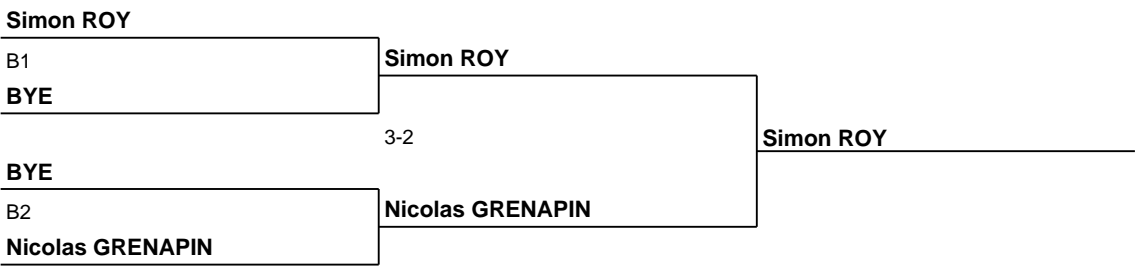 Simon ROY
B1
BYE
Simon ROY
3-2
Simon ROY
BYE
B2
Nicolas GRENAPIN
Nicolas GRENAPIN